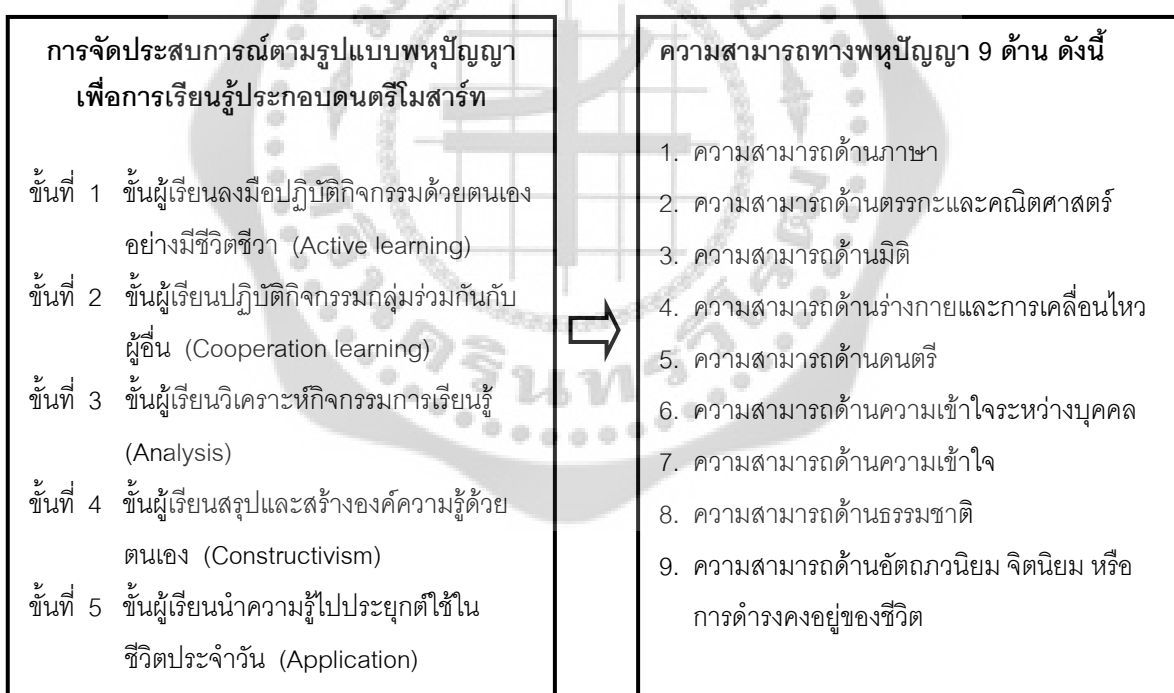 การจัดประสบการณ์ตามรูปแบบพหุปัญญา
เพื่อการเรียนรู้ประกอบดนตรีโมสาร์ท
ขั้นที่ 1 ขั้นผู้เรียนลงมือปฏิบัติกิจกรรมด้วยตนเอง
อย่างมีชีวิตชีวา (Active learning)
ขั้นที่ 2 ขั้นผู้เรียนปฏิบัติกิจกรรมกลุ่มร่วมกันกับ
ผู้อื่น (Cooperation learning)
ขั้นที่ 3 ขั้นผู้เรียนวิเคราะห์กิจกรรมการเรียนรู้
(Analysis)
ขั้นที่ 4 ขั้นผู้เรียนสรุปและสร้างองค์ความรู้ด้วย
ตนเอง (Constructivism)
ขั้นที่ 5 ขั้นผู้เรียนนำความรู้ไปประยุกต์ใช้ใน
ชีวิตประจำวัน (Application)
ความสามารถทางพหุปัญญา 9 ด้าน ดังนี้
1. ความสามารถด้านภาษา
2. ความสามารถด้านตรรกะและคณิตศาสตร์
3. ความสามารถด้านมิติ
4. ความสามารถด้านร่างกายและการเคลื่อนไหว
5. ความสามารถด้านดนตรี
6. ความสามารถด้านความเข้าใจระหว่างบุคคล
7. ความสามารถด้านความเข้าใจ
8. ความสามารถด้านธรรมชาติ
9. ความสามารถด้านอัตถภวนิยม จิตนิยม หรือ
การดำรงคงอยู่ของชีวิต